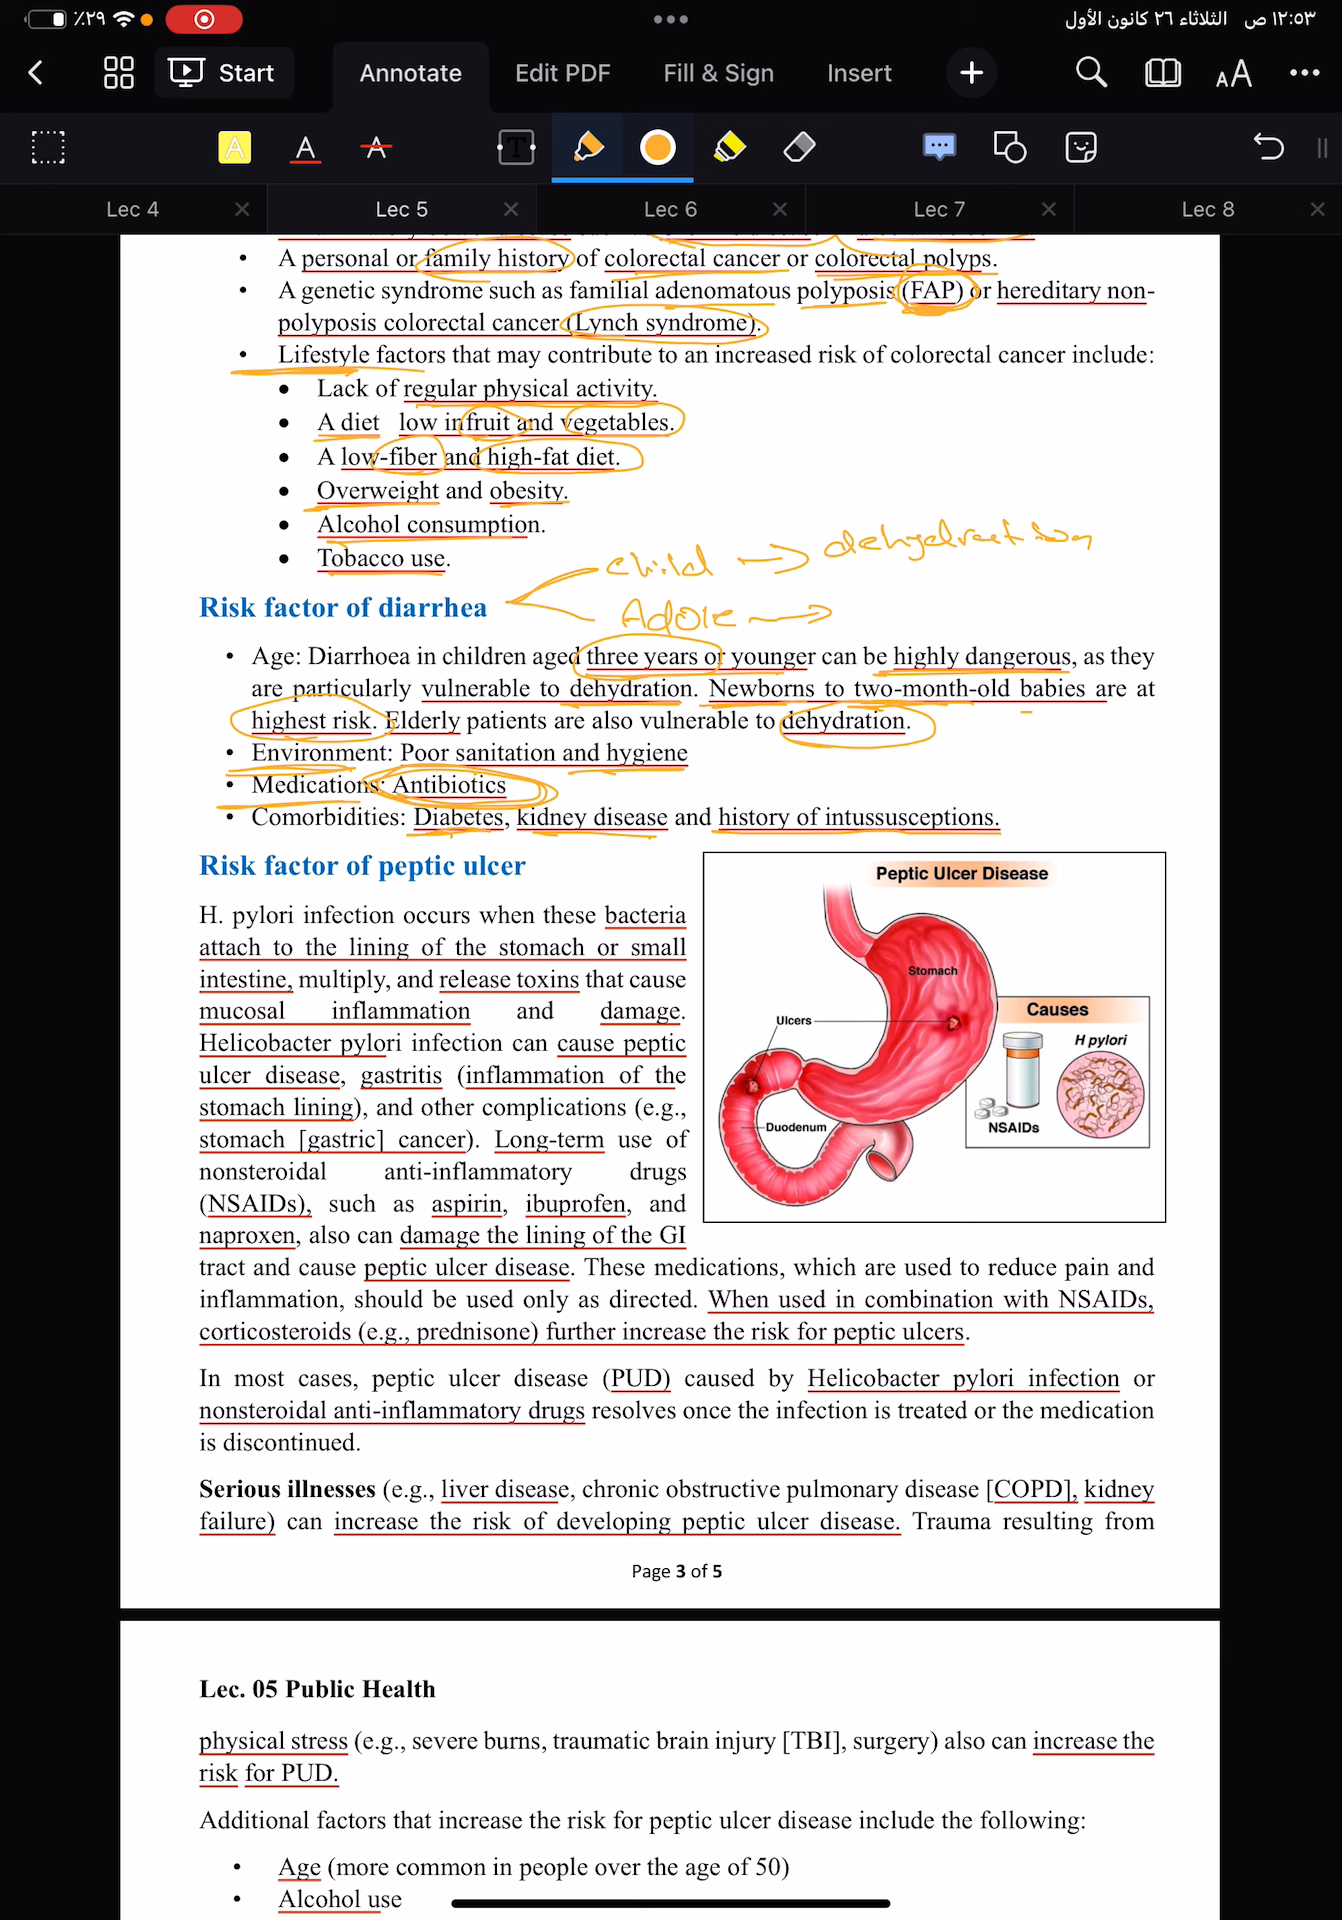 ٪٢٩
١٢:٥٣ ص الثلاثاء ٢٦ كانون الأول
Start
Annotate
Edit PDF
Fill & Sign
Insert
AA
A
A
A
T
Lec 4
Lec 5
Lec 6
Lec 7
Lec 8
• A personal or family history of colorectal cancer or colorectal polyps.
• A genetic syndrome such as familial adenomatous polyposis (FAP) or hereditary non-
polyposis colorectal cancer (Lynch syndrome).
• Lifestyle factors that may contribute to an increased risk of colorectal cancer include:
• Lack of regular physical activity.
• A diet low in fruit and vegetables.
• A low-fiber and high-fat diet.
• Overweight and obesity.
• Alcohol consumption.
• Tobacco use.
child → dehydration
Risk factor of diarrhea
• Age: Diarrhoea in children aged three years or younger can be highly dangerous, as they
are particularly vulnerable to dehydration. Newborns to two-month-old babies are at
highest risk. Elderly patients are also vulnerable to dehydration.
• Environment: Poor sanitation and hygiene
• Medications: Antibiotics
• Comorbidities: Diabetes, kidney disease and history of intussusceptions.
Risk factor of peptic ulcer
H. pylori infection occurs when these bacteria
attach to the lining of the stomach or small
intestine, multiply, and release toxins that cause
mucosal inflammation and damage.
Helicobacter pylori infection can cause peptic
ulcer disease, gastritis (inflammation of the
stomach lining), and other complications (e.g.,
stomach [gastric] cancer). Long-term use of
nonsteroidal anti-inflammatory drugs
(NSAIDs), such as aspirin, ibuprofen, and
naproxen, also can damage the lining of the GI
Peptic Ulcer Disease
Stomach
Ulcers
Duodenum
Causes
H pylori
NSAIDs
tract and cause peptic ulcer disease. These medications, which are used to reduce pain and
inflammation, should be used only as directed. When used in combination with NSAIDs,
corticosteroids (e.g., prednisone) further increase the risk for peptic ulcers.
In most cases, peptic ulcer disease (PUD) caused by Helicobacter pylori infection or
nonsteroidal anti-inflammatory drugs resolves once the infection is treated or the medication
is discontinued.
Serious illnesses (e.g., liver disease, chronic obstructive pulmonary disease [COPD], kidney
failure) can increase the risk of developing peptic ulcer disease. Trauma resulting from
Page 3 of 5
Lec. 05 Public Health
physical stress (e.g., severe burns, traumatic brain injury [TBI], surgery) also can increase the
risk for PUD.
Additional factors that increase the risk for peptic ulcer disease include the following:
• Age (more common in people over the age of 50)
• Alcohol use